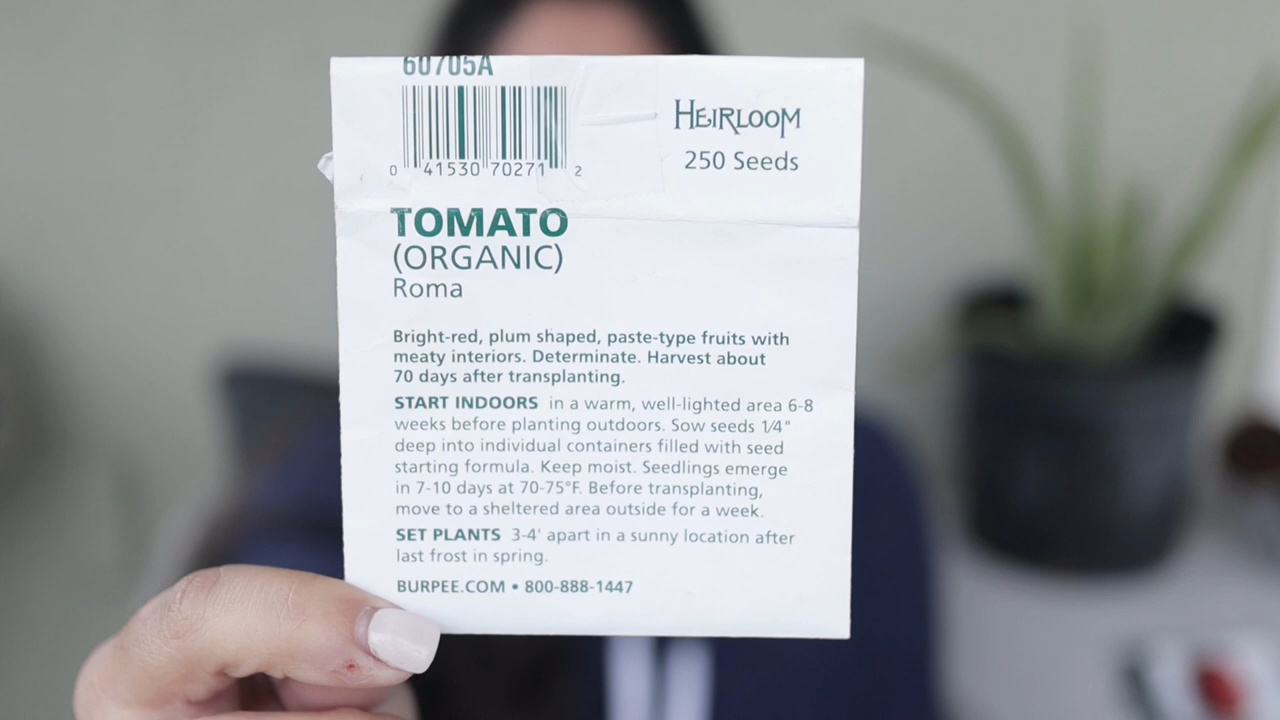 60705A
0 41530 70271 2
HEIRLOOM
250 Seeds
TOMATO
(ORGANIC)
Roma
Bright-red, plum shaped, paste-type fruits with
meaty interiors. Determinate. Harvest about
70 days after transplanting.
START INDOORS in a warm, well-lighted area 6-8
weeks before planting outdoors. Sow seeds 1/4"
deep into individual containers filled with seed
starting formula. Keep moist. Seedlings emerge
in 7-10 days at 70-75°F. Before transplanting,
move to a sheltered area outside for a week.
SET PLANTS 3-4' apart in a sunny location after
last frost in spring.
BURPEE.COM • 800-888-1447